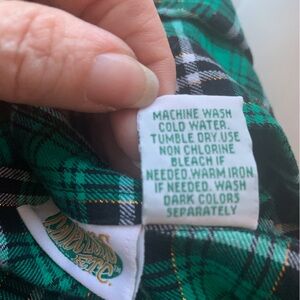 MACHINE WASH
COLD WATER.
TUMBLE DRY.USE
NON CHLORINE
BLEACH IF
NEEDED.WARM IRON
IF NEEDED. WASH
DARK COLORS
SEPARATELY